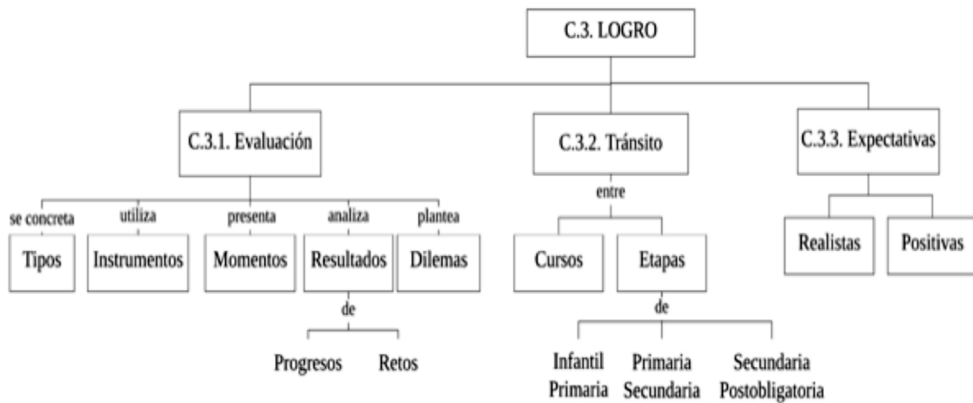 C.3. LOGRO
C.3.1. Evaluación
C.3.2. Tránsito
C.3.3. Expectativas
se concreta
utiliza
presenta
analiza
plantea
entre
Tipos
Instrumentos
Momentos
Resultados
Dilemas
Cursos
Etapas
Realistas
Positivas
de
de
Progresos
Retos
Infantil
Primaria
Primaria
Secundaria
Secundaria
Postobligatoria